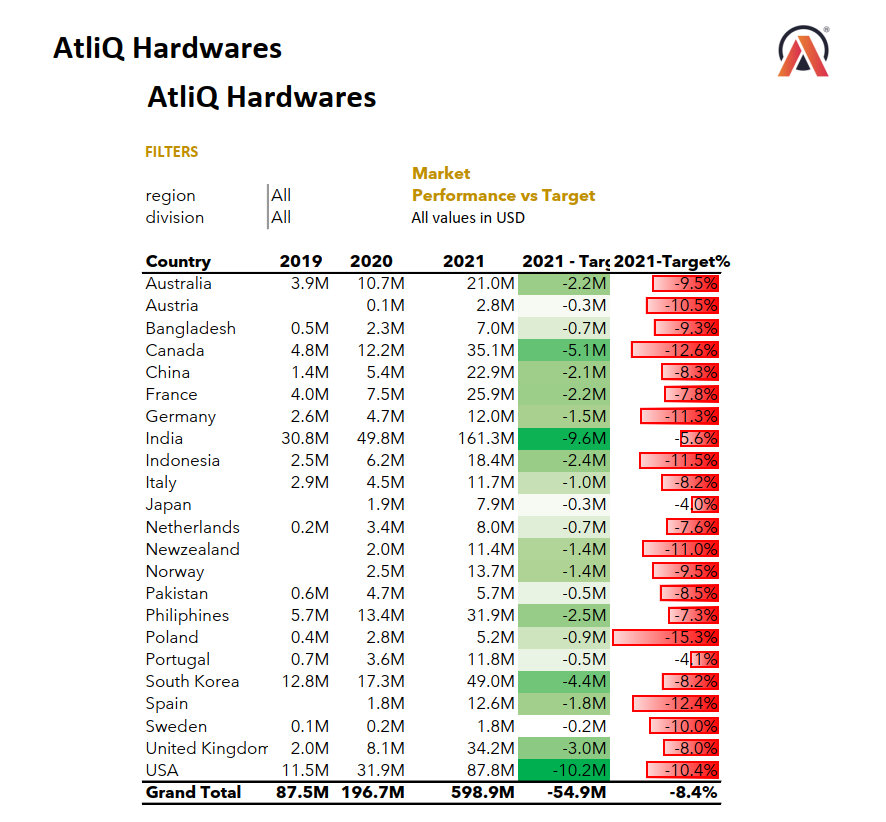 AtliQ Hardwares
®
AtliQ Hardwares
FILTERS
Market
region All Performance vs Target
division All All values in USD
Country 2019 2020 2021 2021 - Targ 2021-Target%
Australia 3.9M 10.7M 21.0M -2.2M -9.5%
Austria 0.1M 2.8M -0.3M -10.5%
Bangladesh 0.5M 2.3M 7.0M -0.7M -9.3%
Canada 4.8M 12.2M 35.1M -5.1M -12.6%
China 1.4M 5.4M 22.9M -2.1M -8.3%
France 4.0M 7.5M 25.9M -2.2M -7.8%
Germany 2.6M 4.7M 12.0M -1.5M -11.3%
India 30.8M 49.8M 161.3M -9.6M -5.6%
Indonesia 2.5M 6.2M 18.4M -2.4M -11.5%
Italy 2.9M 4.5M 11.7M -1.0M -8.2%
Japan 1.9M 7.9M -0.3M -4.0%
Netherlands 0.2M 3.4M 8.0M -0.7M -7.6%
Newzealand 2.0M 11.4M -1.4M -11.0%
Norway 2.5M 13.7M -1.4M -9.5%
Pakistan 0.6M 4.7M 5.7M -0.5M -8.5%
Philiphines 5.7M 13.4M 31.9M -2.5M -7.3%
Poland 0.4M 2.8M 5.2M -0.9M -15.3%
Portugal 0.7M 3.6M 11.8M -0.5M -4.1%
South Korea 12.8M 17.3M 49.0M -4.4M -8.2%
Spain 1.8M 12.6M -1.8M -12.4%
Sweden 0.1M 0.2M 1.8M -0.2M -10.0%
United Kingdom 2.0M 8.1M 34.2M -3.0M -8.0%
USA 11.5M 31.9M 87.8M -10.2M -10.4%
Grand Total 87.5M 196.7M 598.9M -54.9M -8.4%